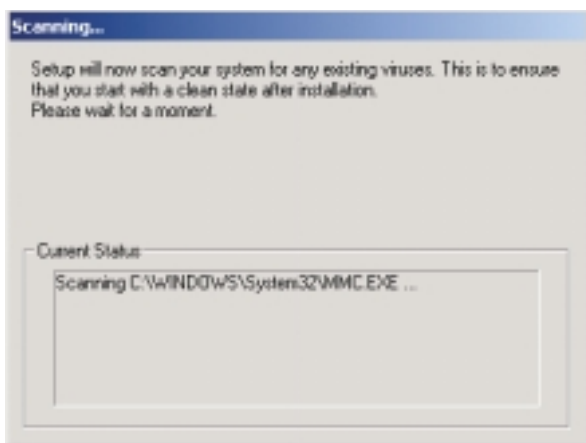 Scanning...
Setup will now scan your system for any existing viruses. This is to ensure
that you start with a clean state after installation.
Please wait for a moment.
Current Status
Scanning C:\WINDOWS\System32\MMC.EXE ...